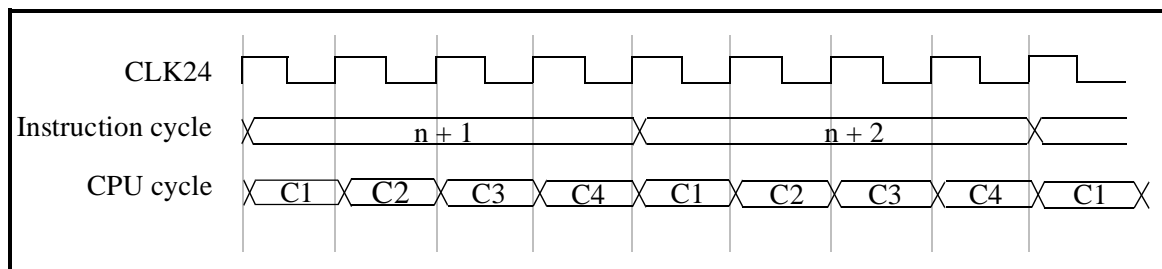 CLK24
Instruction cycle n + 1 n + 2
CPU cycle C1 C2 C3 C4 C1 C2 C3 C4 C1